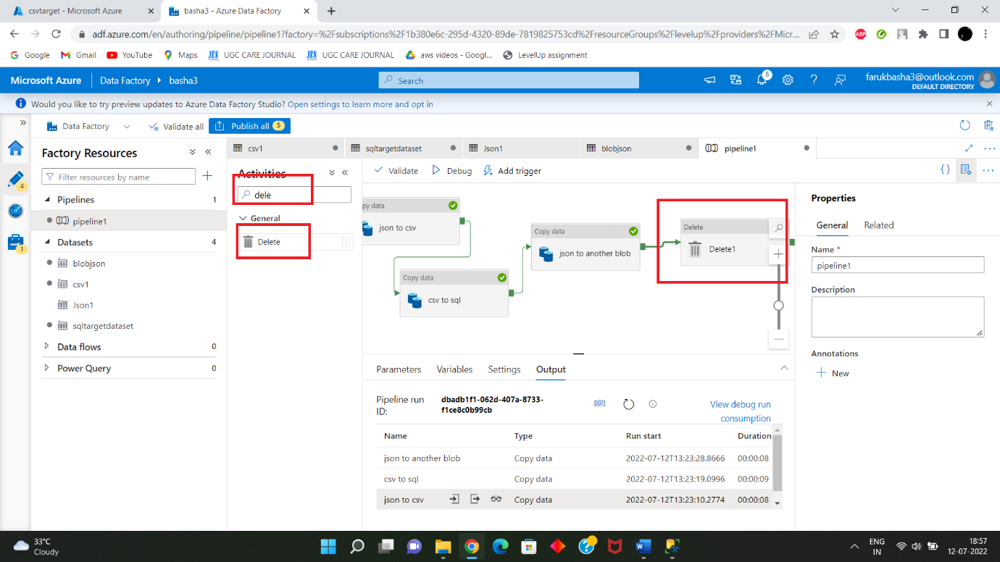 csvtarget - Microsoft Azure
basha3 - Azure Data Factory
adf.azure.com/en/authoring/pipeline/pipeline1?factory=%2Fsubscriptions%2F1b380e6c-295d-4320-89de-7819825753cd%2FresourceGroups%2Flevelup%2Fproviders%2FMicr...
ABP
Google
Gmail
YouTube
Maps
JES UGC CARE JOURNAL
JES UGC CARE JOURNAL
aws videos - Googl...
LevelUp assignment
Microsoft Azure
Data Factory
basha3
Search
8
farukbasha3@outlook.com
DEFAULT DIRECTORY
Would you like to try preview updates to Azure Data Factory Studio? Open settings to learn more and opt in
Data Factory
Validate all
Publish all 5
Factory Resources
csv1
sqltargetdataset
Json1
blobjson
pipeline1
Filter resources by name
4
1
Pipelines 1
pipeline1
Datasets 4
blobjson
csv1
Json1
sqltargetdataset
Data flows 0
Power Query 0
Activities
dele
General
Delete
Validate
Debug
Add trigger
py data
json to csv
Copy data
csv to sql
Copy data
json to another blob
Delete
Delete1
Properties
General
Related
Name *
pipeline1
Description
Annotations
New
Parameters
Variables
Settings
Output
Pipeline run ID:
dbadb1f1-062d-407a-8733-
f1ce8c0b99cb
View debug run
consumption
Name Type Run start Duration
json to another blob Copy data 2022-07-12T13:23:28.8666 00:00:08
csv to sql Copy data 2022-07-12T13:23:19.0996 00:00:09
json to csv Copy data 2022-07-12T13:23:10.2774 00:00:08
33°C
Cloudy
ENG
IN
18:57
12-07-2022